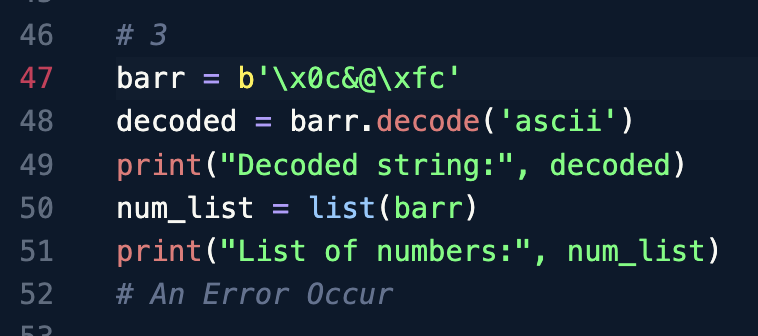 46 # 3
47 barr = b'\x0c&@\xfc'
48 decoded = barr.decode('ascii')
49 print("Decoded string:", decoded)
50 num_list = list(barr)
51 print("List of numbers:", num_list)
52 # An Error Occur